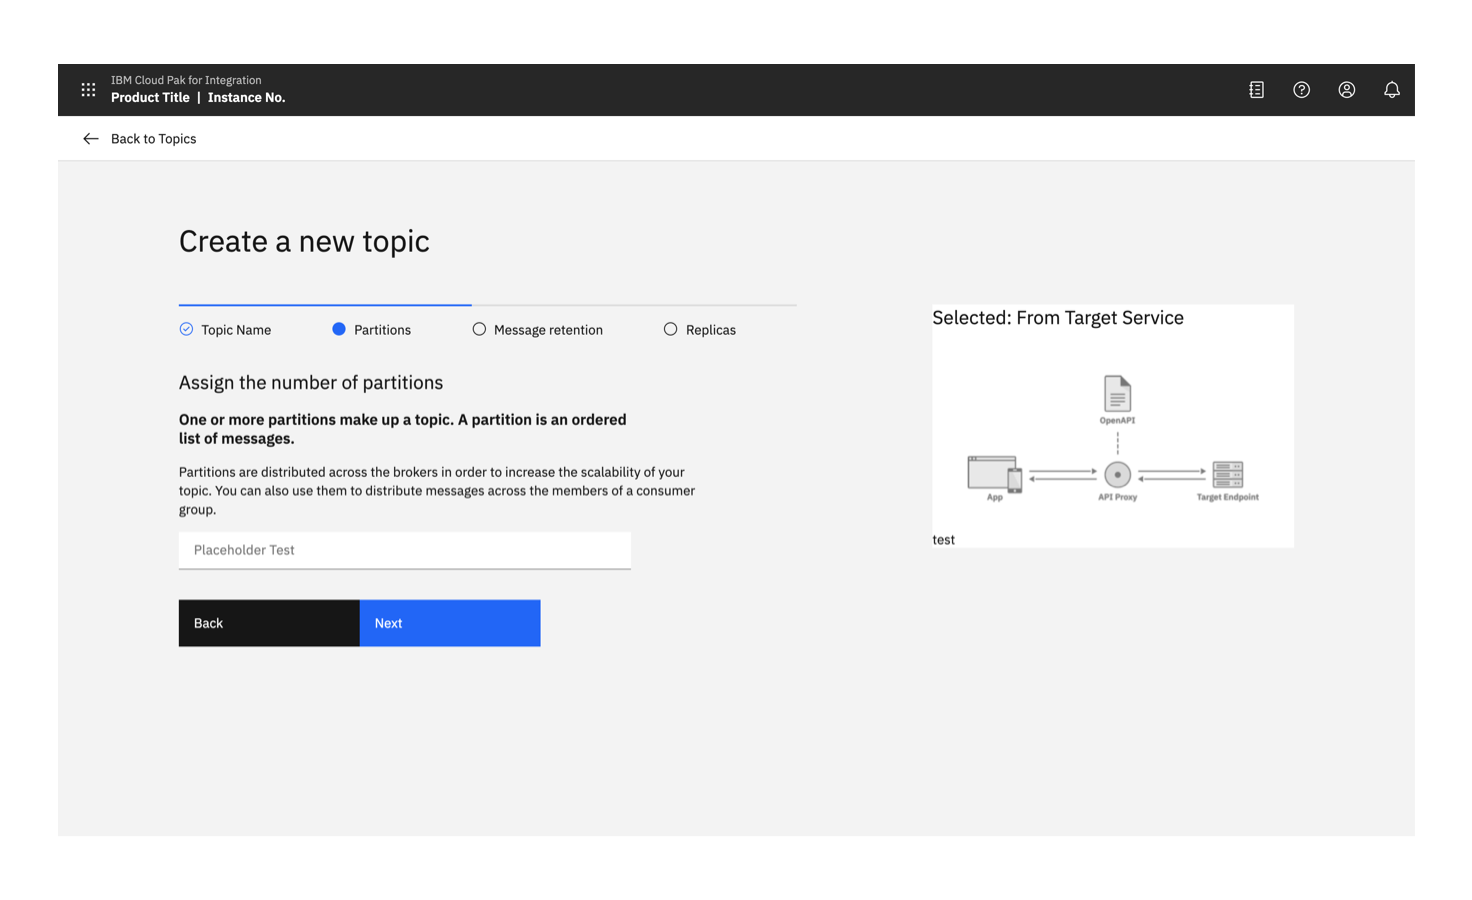 IBM Cloud Pak for Integration
Product Title | Instance No.
Back to Topics
Create a new topic
Topic Name
Partitions
Message retention
Replicas
Assign the number of partitions
One or more partitions make up a topic. A partition is an ordered
list of messages.
Partitions are distributed across the brokers in order to increase the scalability of your
topic. You can also use them to distribute messages across the members of a consumer
group.
Placeholder Test
Back
Next
Selected: From Target Service
OpenAPI
App
API Proxy
Target Endpoint
test